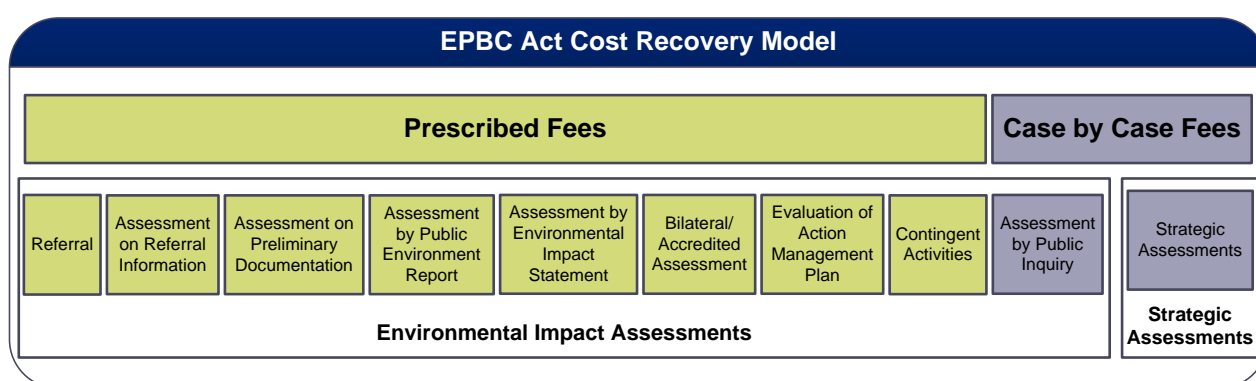 EPBC Act Cost Recovery Model
Prescribed Fees
Case by Case Fees
Referral
Assessment
on Referral
Information
Assessment on
Preliminary
Documentation
Assessment
by Public
Environment
Report
Assessment by
Environmental
Impact
Statement
Bilateral/
Accredited
Assessment
Evaluation of
Action
Management
Plan
Contingent
Activities
Assessment
by Public
Inquiry
Strategic
Assessments
Environmental Impact Assessments
Strategic
Assessments